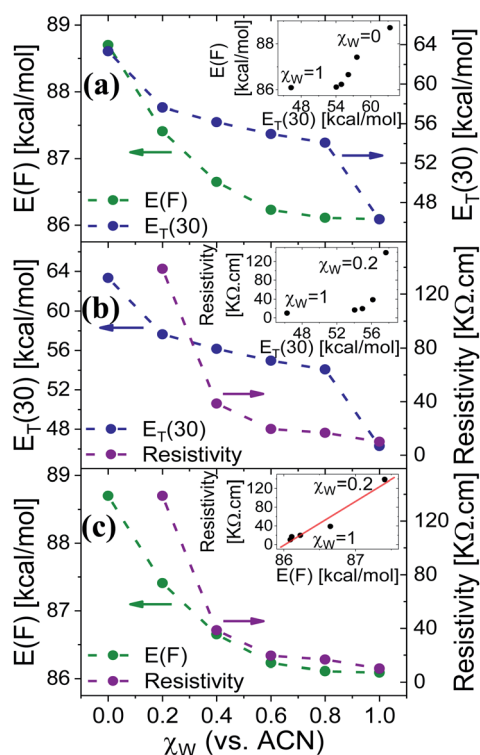 (a)
E(F) [kcal/mol]
89
88
87
86
E_T(30) [kcal/mol]
64
60
56
52
48
E(F)
E_T(30)
E(F)
[kcal/mol]
88
86
χ_W=0
χ_W=1
48 54 60
E_T(30) [kcal/mol]
(b)
E_T(30) [kcal/mol]
64
60
56
52
48
Resistivity [KΩ.cm]
120
80
40
0
E_T(30)
Resistivity
Resistivity
[KΩ.cm]
120
80
40
0
χ_W=0.2
χ_W=1
48 54 60
E_T(30) [kcal/mol]
(c)
E(F) [kcal/mol]
89
88
87
86
Resistivity [KΩ.cm]
120
80
40
0
E(F)
Resistivity
Resistivity
[KΩ.cm]
120
80
40
0
χ_W=0.2
χ_W=1
86 87
E(F) [kcal/mol]
0.0 0.2 0.4 0.6 0.8 1.0
χ_W (vs. ACN)